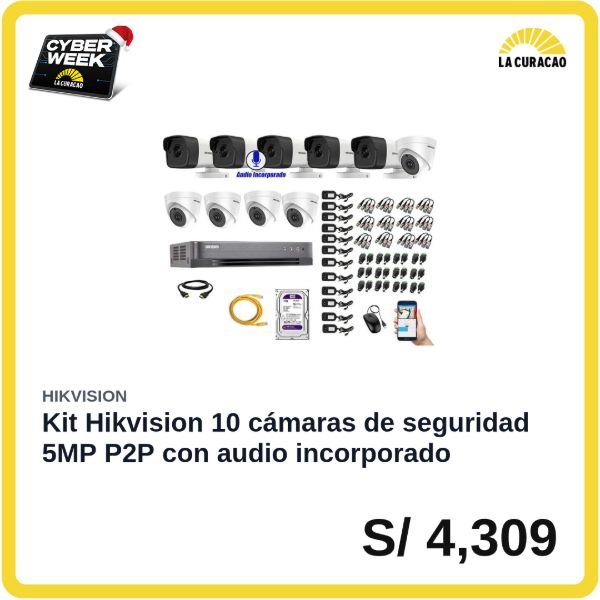 CYBER
WEEK
LA CURACAO
LA CURACAO
Audio Incorporado
HIKVISION
Kit Hikvision 10 cámaras de seguridad
5MP P2P con audio incorporado
S/ 4,309